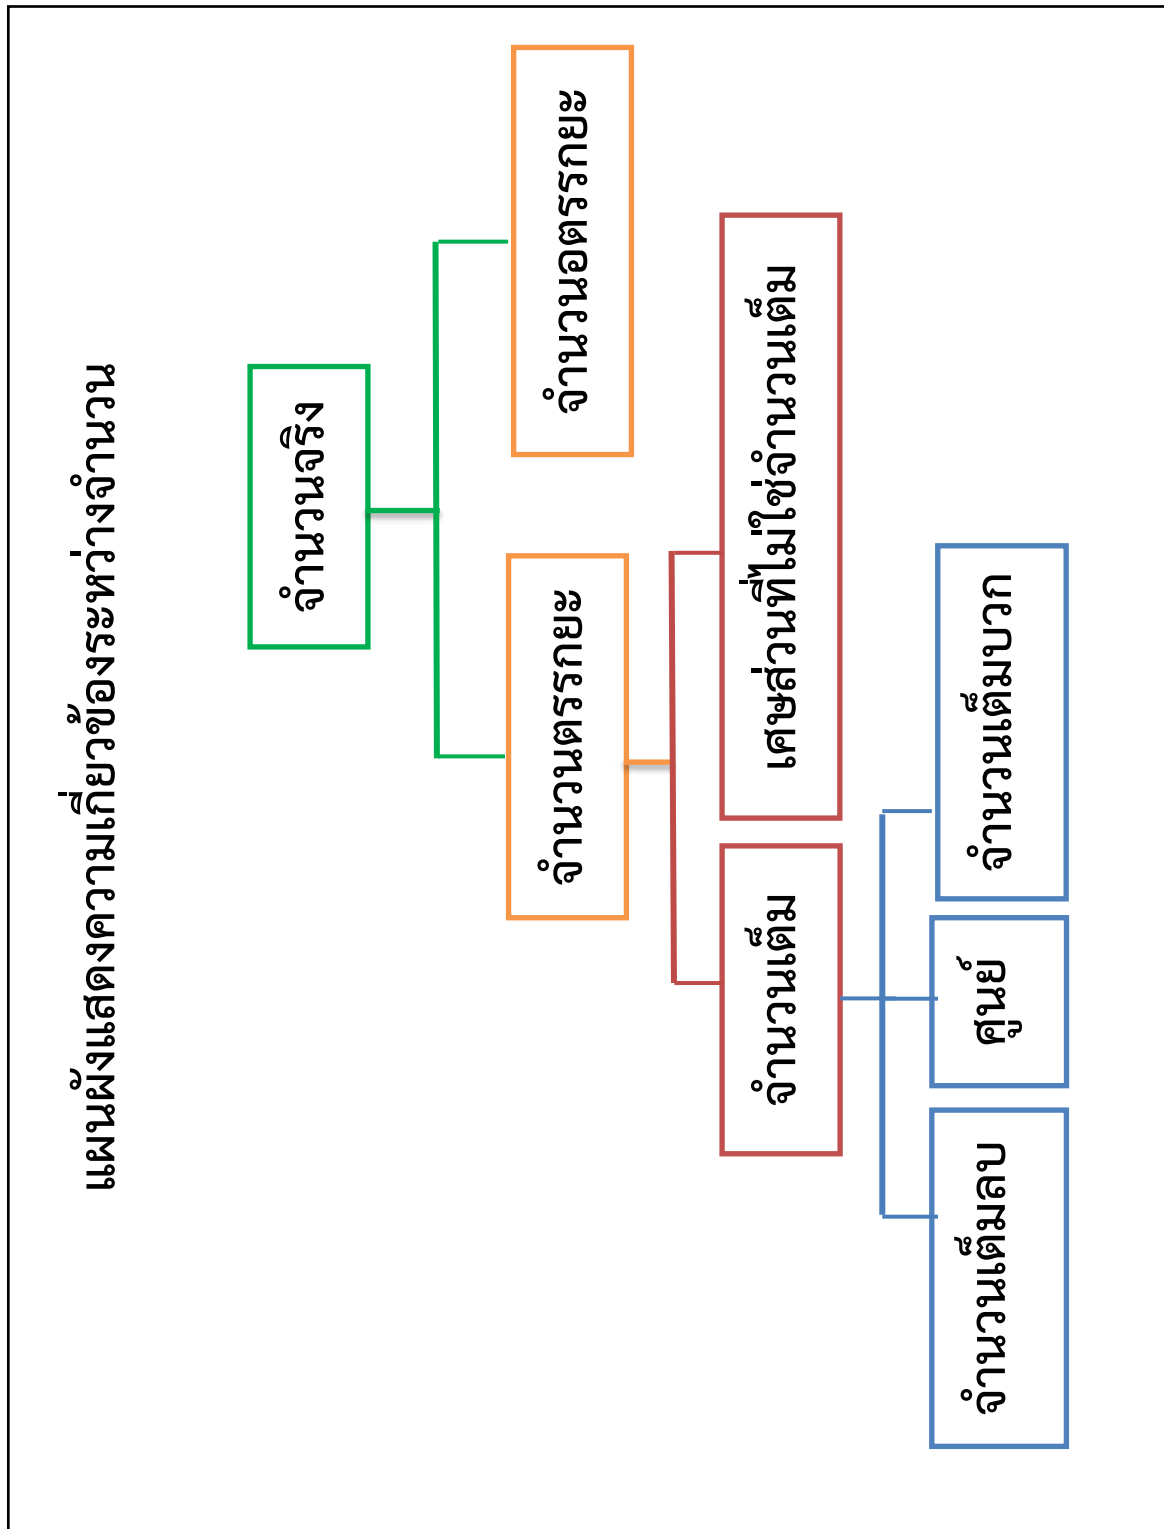 แผนผังแสดงความเกี่ยวข้องระหว่างจำนวน
จำนวนจริง
จำนวนตรรกยะ
จำนวนอตรรกยะ
จำนวนเต็ม
เศษส่วนที่ไม่ใช่จำนวนเต็ม
จำนวนเต็มลบ
ศูนย์
จำนวนเต็มบวก